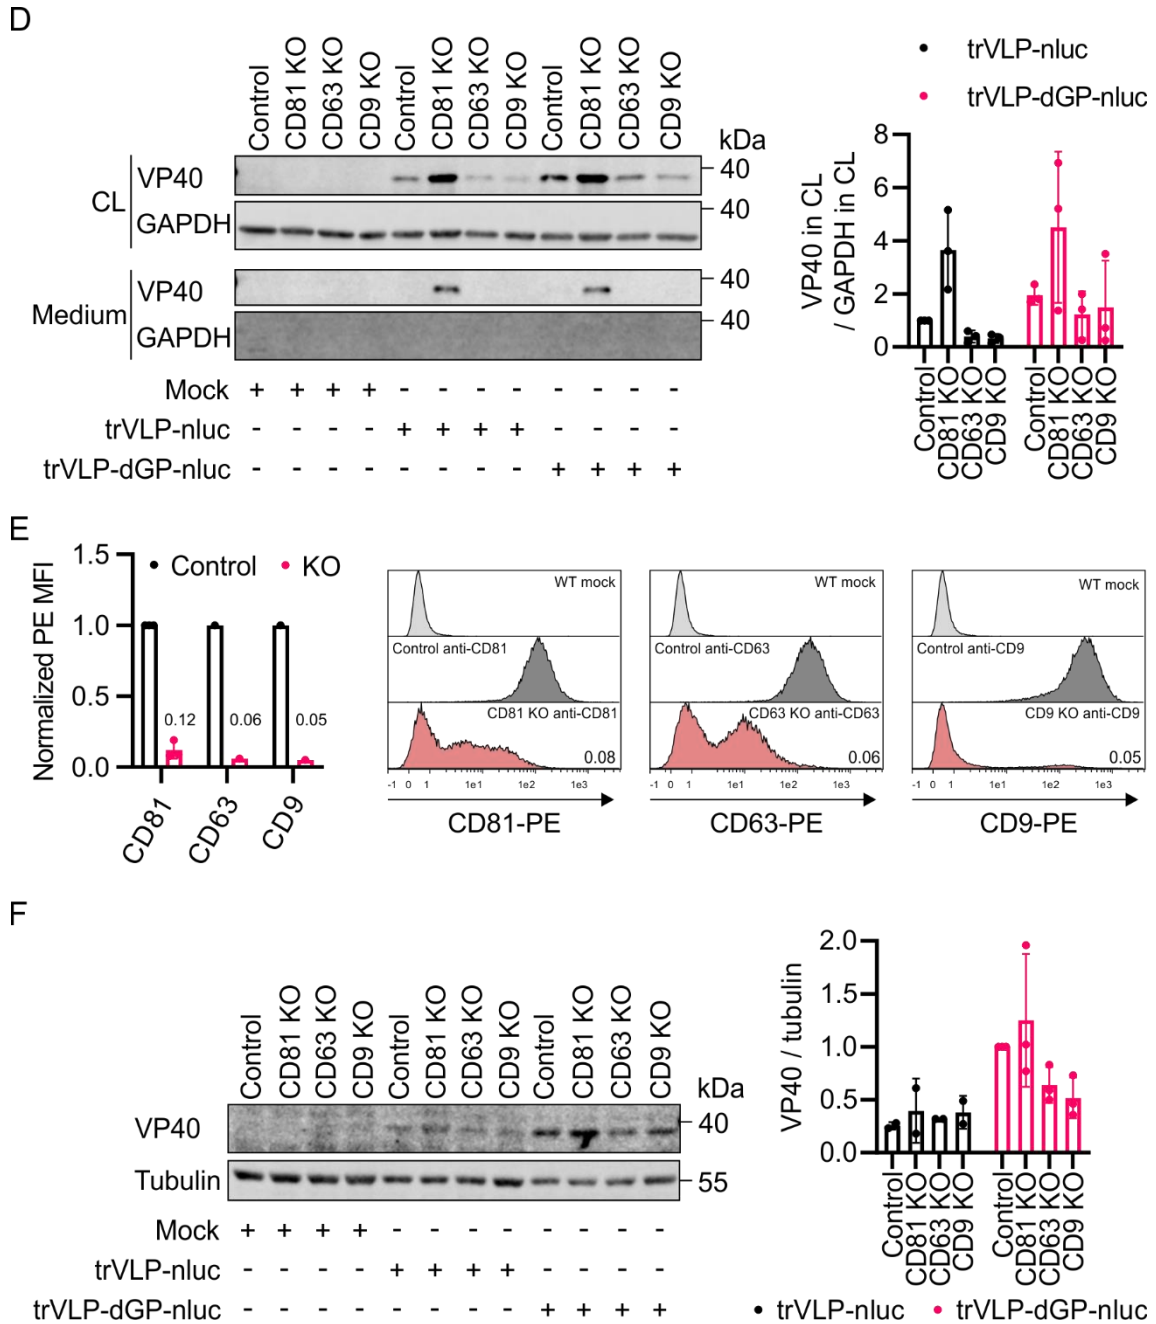 D
Control CD81 KO CD63 KO CD9 KO Control CD81 KO CD63 KO CD9 KO Control CD81 KO CD63 KO CD9 KO
kDa
CL
VP40
40
GAPDH
40
Medium
VP40
40
GAPDH
40
Mock + + + + - - - - - - - -
trVLP-nluc - - - - + + + + - - - -
trVLP-dGP-nluc - - - - - - - - + + + +
trVLP-nluc
trVLP-dGP-nluc
VP40 in CL
/ GAPDH in CL
8
6
4
2
0
Control CD81 KO CD63 KO CD9 KO Control CD81 KO CD63 KO CD9 KO
E
Normalized PE MFI
1.5
1.0
0.5
0.0
Control KO
0.12 0.06 0.05
CD81 CD63 CD9
WT mock
Control anti-CD81
CD81 KO anti-CD81
0.08
-1 0 1 1e1 1e2 1e3
CD81-PE
WT mock
Control anti-CD63
CD63 KO anti-CD63
0.06
-1 0 1 1e1 1e2 1e3
CD63-PE
WT mock
Control anti-CD9
CD9 KO anti-CD9
0.05
-1 0 1 1e1 1e2 1e3
CD9-PE
F
Control CD81 KO CD63 KO CD9 KO Control CD81 KO CD63 KO CD9 KO Control CD81 KO CD63 KO CD9 KO
kDa
VP40
40
Tubulin
55
Mock + + + + - - - - - - - -
trVLP-nluc - - - - + + + + - - - -
trVLP-dGP-nluc - - - - - - - - + + + +
VP40 / tubulin
2.0
1.5
1.0
0.5
0.0
Control CD81 KO CD63 KO CD9 KO Control CD81 KO CD63 KO CD9 KO
trVLP-nluc trVLP-dGP-nluc